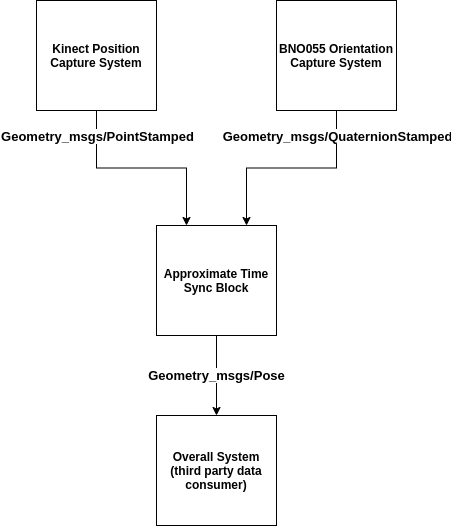 Kinect Position
Capture System
BNO055 Orientation
Capture System
Geometry_msgs/PointStamped
Geometry_msgs/QuaternionStamped
Approximate Time
Sync Block
Geometry_msgs/Pose
Overall System
(third party data
consumer)